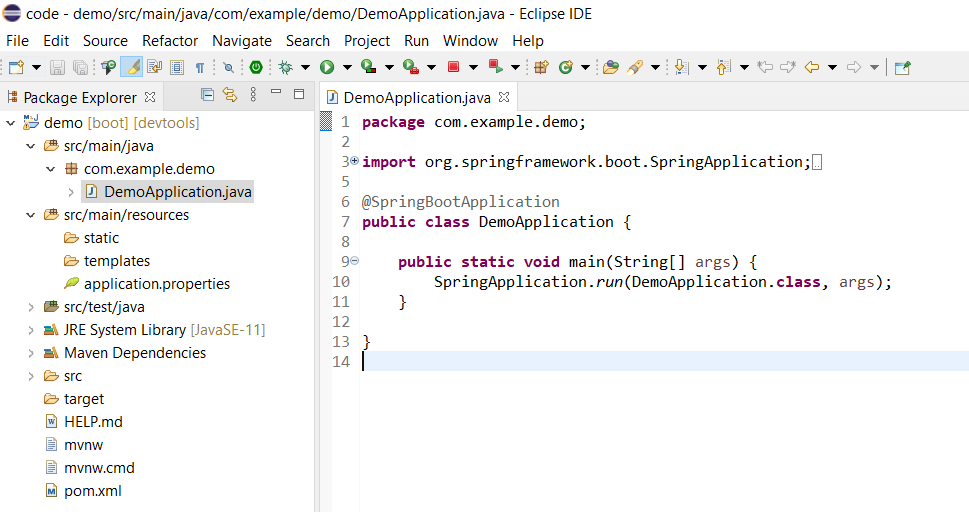 code - demo/src/main/java/com/example/demo/DemoApplication.java - Eclipse IDE
File Edit Source Refactor Navigate Search Project Run Window Help
Package Explorer
demo [boot] [devtools]
src/main/java
com.example.demo
DemoApplication.java
src/main/resources
static
templates
application.properties
src/test/java
JRE System Library [JavaSE-11]
Maven Dependencies
src
target
HELP.md
mvnw
mvnw.cmd
pom.xml
DemoApplication.java
1 package com.example.demo;
2
3 import org.springframework.boot.SpringApplication;
5
6 @SpringBootApplication
7 public class DemoApplication {
8
9 public static void main(String[] args) {
10 SpringApplication.run(DemoApplication.class, args);
11 }
12
13 }
14